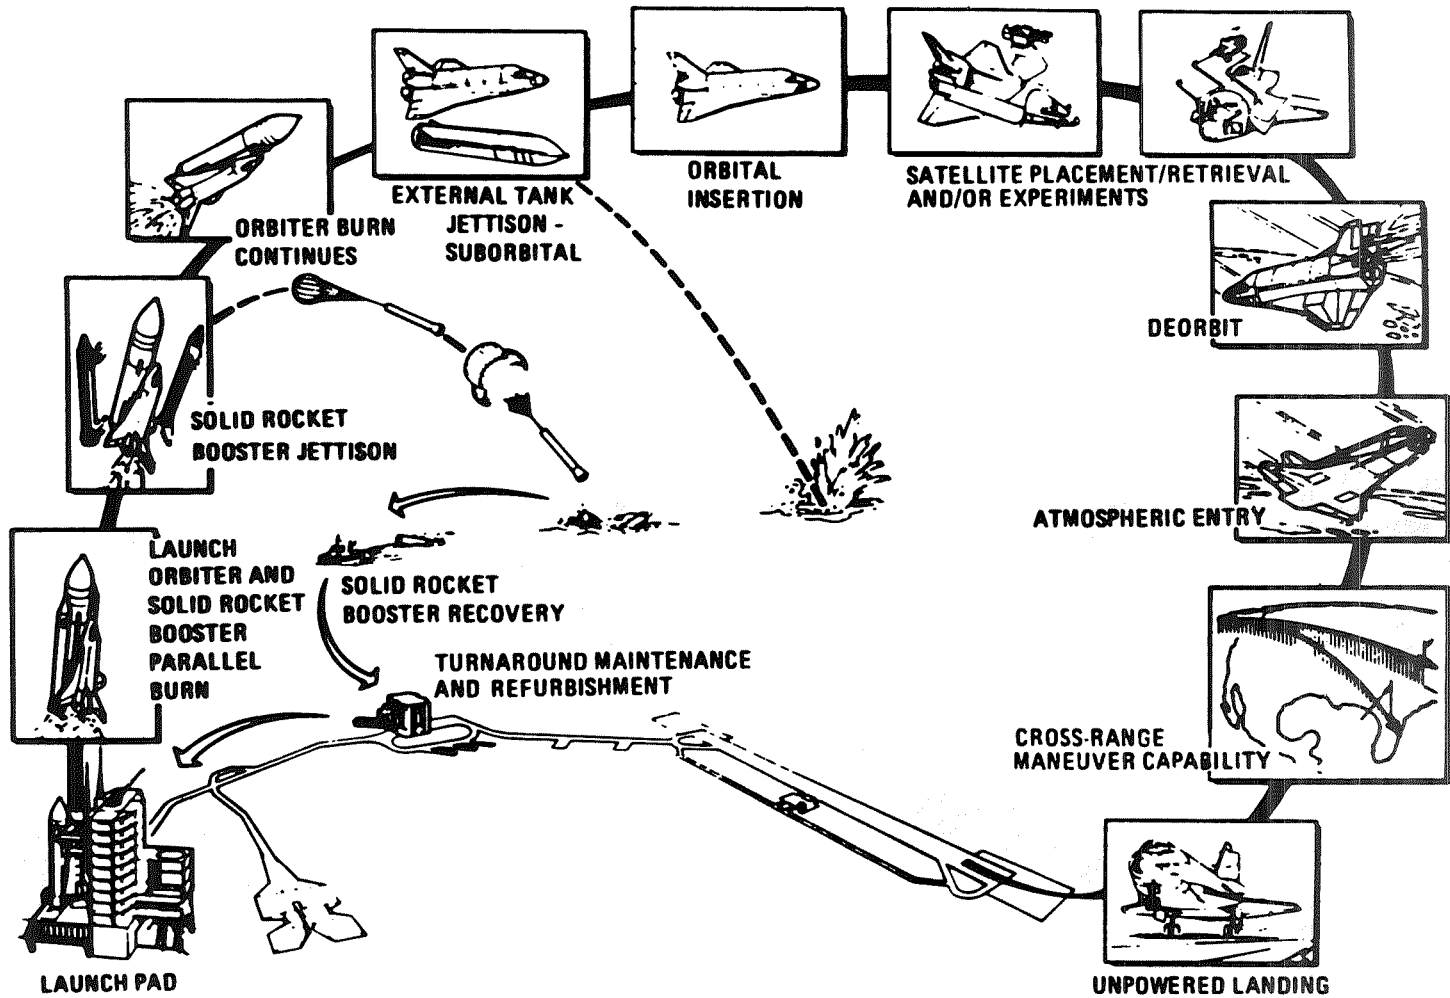 ORBITER BURN
CONTINUES
EXTERNAL TANK
JETTISON -
SUBORBITAL
ORBITAL
INSERTION
SATELLITE PLACEMENT/RETRIEVAL
AND/OR EXPERIMENTS
DEORBIT
SOLID ROCKET
BOOSTER JETTISON
ATMOSPHERIC ENTRY
LAUNCH
ORBITER AND
SOLID ROCKET
BOOSTER
PARALLEL
BURN
SOLID ROCKET
BOOSTER RECOVERY
TURNAROUND MAINTENANCE
AND REFURBISHMENT
CROSS-RANGE
MANEUVER CAPABILITY
LAUNCH PAD
UNPOWERED LANDING